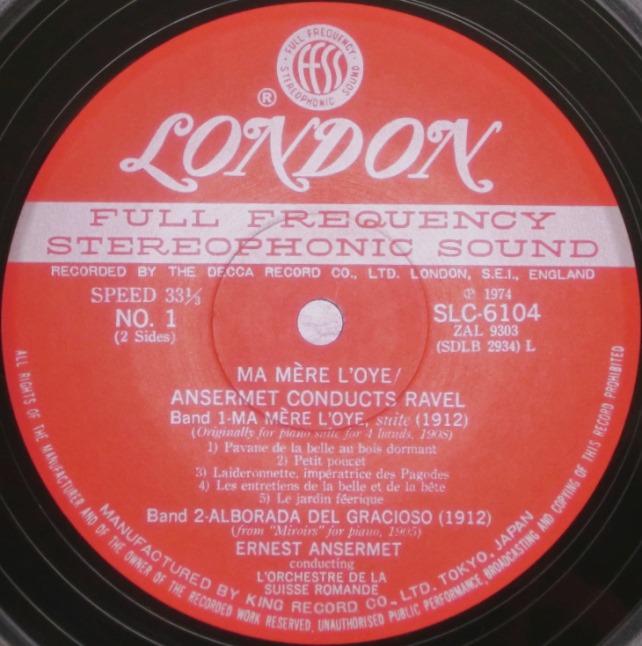 FULL FREQUENCY
ffss
STEREOPHONIC SOUND
®
LONDON
FULL FREQUENCY
STEREOPHONIC SOUND
RECORDED BY THE DECCA RECORD CO., LTD. LONDON, S.E.I., ENGLAND
SPEED 33⅓
NO. 1
(2 Sides)
℗ 1974
SLC-6104
ZAL 9303
(SDLB 2934) L
MA MÈRE L'OYE/
ANSERMET CONDUCTS RAVEL
Band 1-MA MÈRE L'OYE, suite (1912)
(Originally for piano suite for 4 hands, 1908)
1) Pavane de la belle au bois dormant
2) Petit poucet
3) Laideronnette, impératrice des Pagodes
4) Les entretiens de la belle et de la bête
5) Le jardin féerique
Band 2-ALBORADA DEL GRACIOSO (1912)
(from "Miroirs" for piano, 1905)
ERNEST ANSERMET
conducting
L'ORCHESTRE DE LA
SUISSE ROMANDE
MANUFACTURED BY KING RECORD CO., LTD. TOKYO, JAPAN
ALL RIGHTS OF THE MANUFACTURER AND OF THE OWNER OF THE RECORDED WORK RESERVED, UNAUTHORISED PUBLIC PERFORMANCE, BROADCASTING AND COPYING OF THIS RECORD PROHIBITED